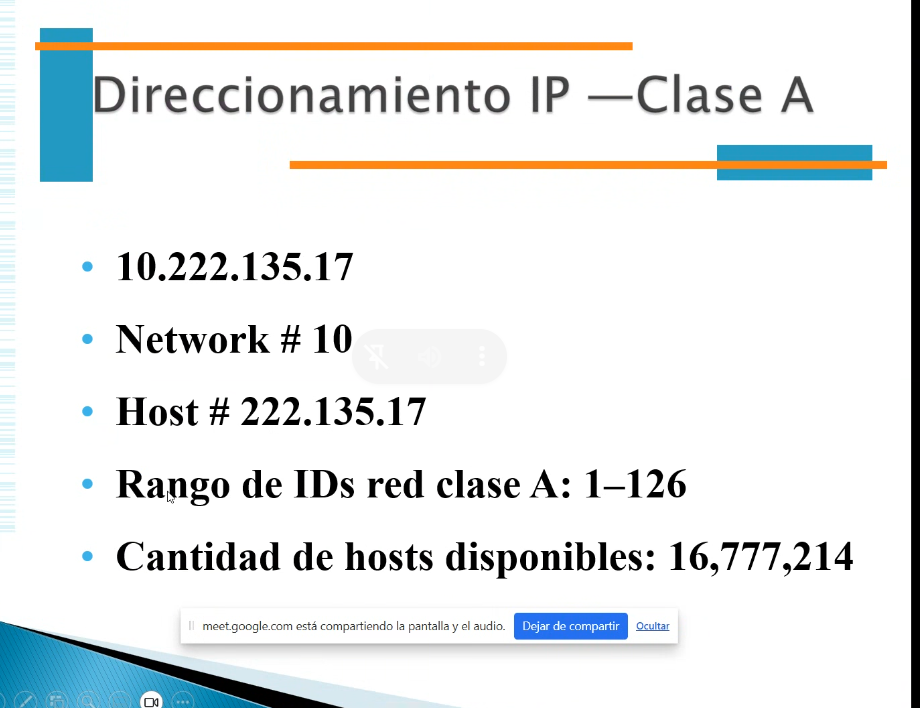 Direccionamiento IP —Clase A
• 10.222.135.17
• Network # 10
• Host # 222.135.17
• Rango de IDs red clase A: 1–126
• Cantidad de hosts disponibles: 16,777,214
meet.google.com está compartiendo la pantalla y el audio. Dejar de compartir Ocultar